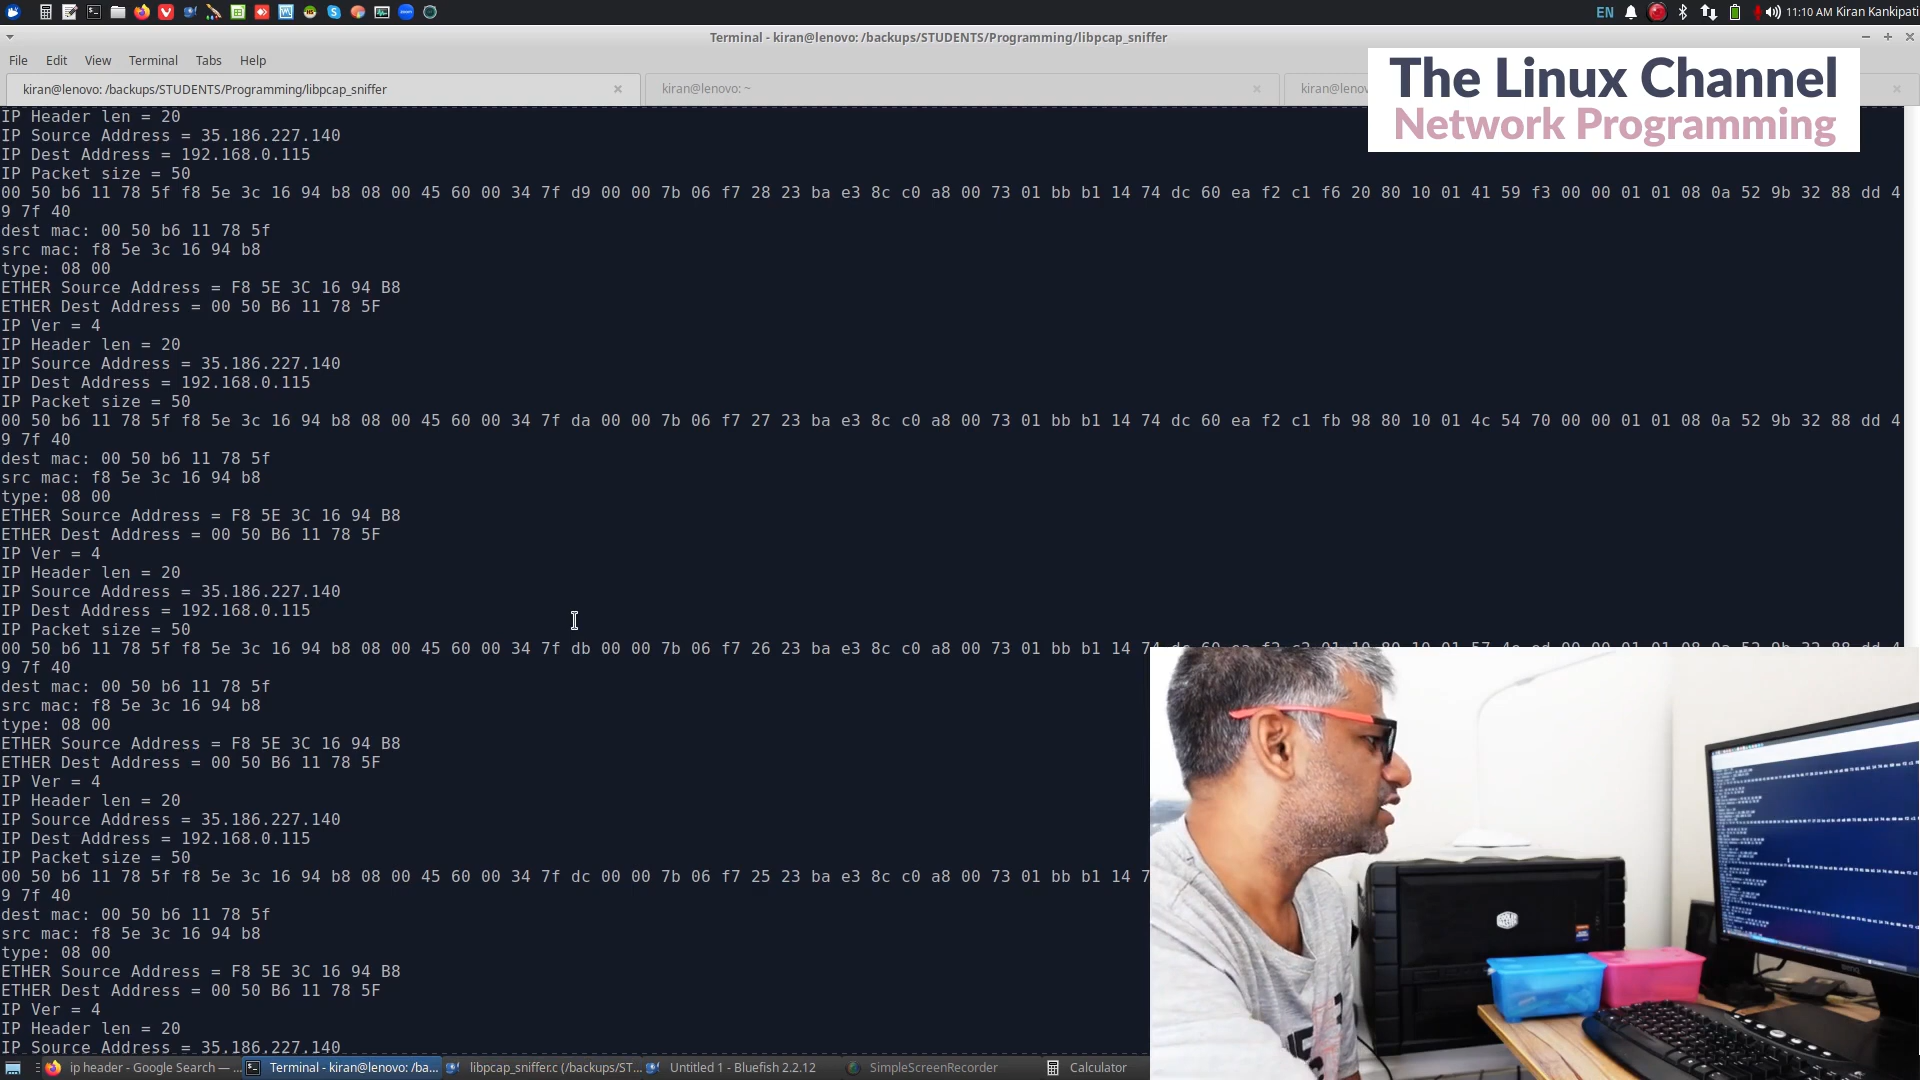 EN 11:10 AM Kiran Kankipati
Terminal - kiran@lenovo: /backups/STUDENTS/Programming/libpcap_sniffer
File Edit View Terminal Tabs Help
kiran@lenovo: /backups/STUDENTS/Programming/libpcap_sniffer
kiran@lenovo: ~
kiran@lenov
The Linux Channel
Network Programming
IP Header len = 20
IP Source Address = 35.186.227.140
IP Dest Address = 192.168.0.115
IP Packet size = 50
00 50 b6 11 78 5f f8 5e 3c 16 94 b8 08 00 45 60 00 34 7f d9 00 00 7b 06 f7 28 23 ba e3 8c c0 a8 00 73 01 bb b1 14 74 dc 60 ea f2 c1 f6 20 80 10 01 41 59 f3 00 00 01 01 08 0a 52 9b 32 88 dd 4
9 7f 40
dest mac: 00 50 b6 11 78 5f
src mac: f8 5e 3c 16 94 b8
type: 08 00
ETHER Source Address = F8 5E 3C 16 94 B8
ETHER Dest Address = 00 50 B6 11 78 5F
IP Ver = 4
IP Header len = 20
IP Source Address = 35.186.227.140
IP Dest Address = 192.168.0.115
IP Packet size = 50
00 50 b6 11 78 5f f8 5e 3c 16 94 b8 08 00 45 60 00 34 7f da 00 00 7b 06 f7 27 23 ba e3 8c c0 a8 00 73 01 bb b1 14 74 dc 60 ea f2 c1 fb 98 80 10 01 4c 54 70 00 00 01 01 08 0a 52 9b 32 88 dd 4
9 7f 40
dest mac: 00 50 b6 11 78 5f
src mac: f8 5e 3c 16 94 b8
type: 08 00
ETHER Source Address = F8 5E 3C 16 94 B8
ETHER Dest Address = 00 50 B6 11 78 5F
IP Ver = 4
IP Header len = 20
IP Source Address = 35.186.227.140
IP Dest Address = 192.168.0.115
IP Packet size = 50
00 50 b6 11 78 5f f8 5e 3c 16 94 b8 08 00 45 60 00 34 7f db 00 00 7b 06 f7 26 23 ba e3 8c c0 a8 00 73 01 bb b1 14 74
9 7f 40
dest mac: 00 50 b6 11 78 5f
src mac: f8 5e 3c 16 94 b8
type: 08 00
ETHER Source Address = F8 5E 3C 16 94 B8
ETHER Dest Address = 00 50 B6 11 78 5F
IP Ver = 4
IP Header len = 20
IP Source Address = 35.186.227.140
IP Dest Address = 192.168.0.115
IP Packet size = 50
00 50 b6 11 78 5f f8 5e 3c 16 94 b8 08 00 45 60 00 34 7f dc 00 00 7b 06 f7 25 23 ba e3 8c c0 a8 00 73 01 bb b1 14 7
9 7f 40
dest mac: 00 50 b6 11 78 5f
src mac: f8 5e 3c 16 94 b8
type: 08 00
ETHER Source Address = F8 5E 3C 16 94 B8
ETHER Dest Address = 00 50 B6 11 78 5F
IP Ver = 4
IP Header len = 20
IP Source Address = 35.186.227.140
ip header - Google Search — ...
Terminal - kiran@lenovo: /ba...
libpcap_sniffer.c (/backups/ST...
Untitled 1 - Bluefish 2.2.12
SimpleScreenRecorder
Calculator